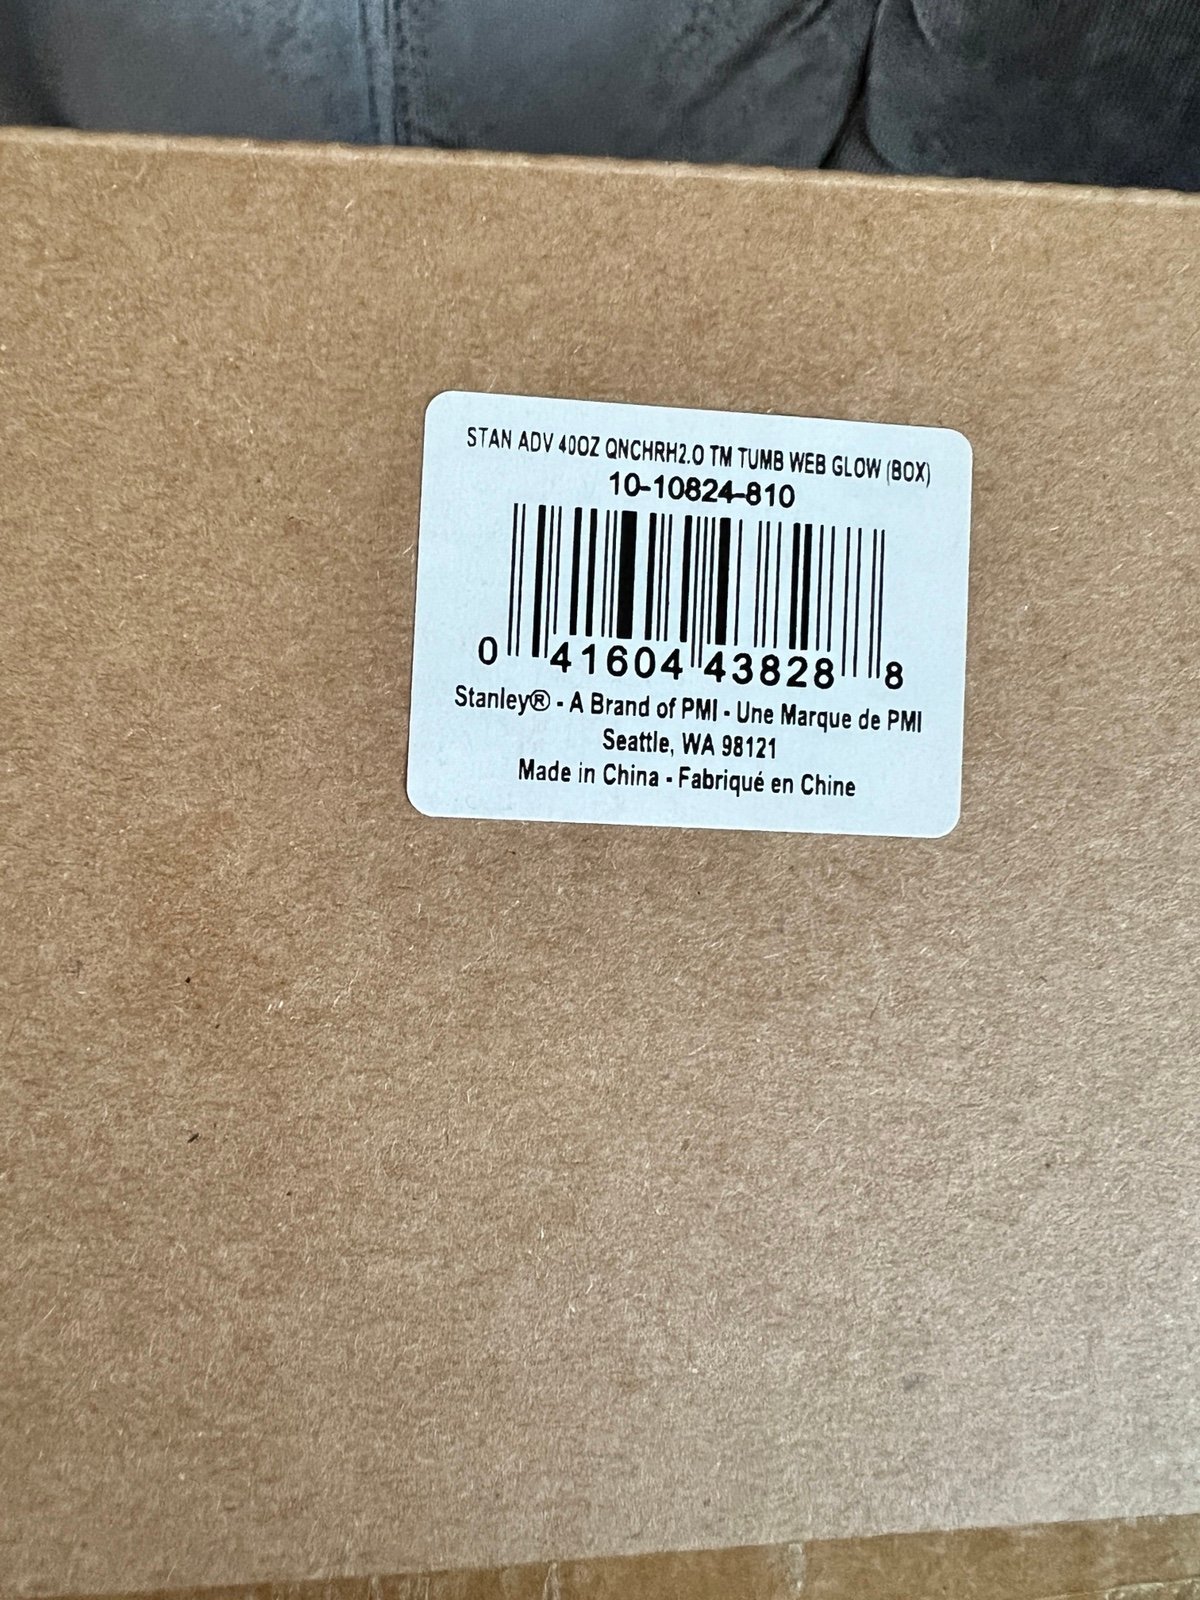 STAN ADV 40OZ QNCHRH2.O TM TUMB WEB GLOW (BOX)
10-10824-810
0 41604 43828 8
Stanley® - A Brand of PMI - Une Marque de PMI
Seattle, WA 98121
Made in China - Fabriqué en Chine